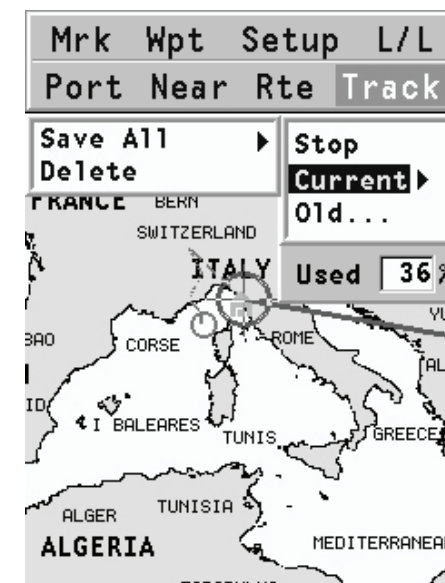 Mrk Wpt Setup L/L
Port Near Rte Track
Save All
Delete
Stop
Current
Old...
Used 36 %
FRANCE
BERN
SWITZERLAND
ITALY
CORSE
ROME
I BALEARES
TUNIS
GREECE
ALGER
TUNISIA
ALGERIA
MEDITERRANEA